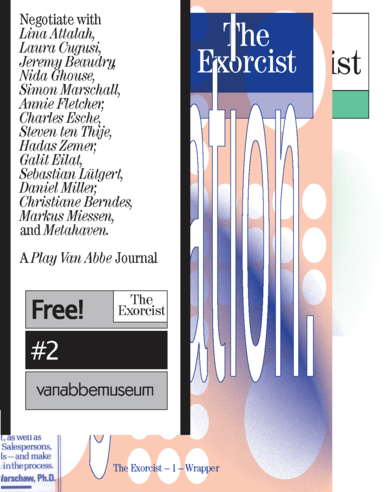 Negotiate with
Lina Attalah,
Laura Cugusi,
Jeremy Beaudry,
Nida Ghouse,
Simon Marschall,
Annie Fletcher,
Charles Esche,
Steven ten Thije,
Hadas Zemer,
Galit Eilat,
Sebastian Lütgert,
Daniel Miller,
Christiane Berndes,
Markus Miessen,
and Metahaven.
A Play Van Abbe Journal
Free!
The
Exorcist
#2
vanabbemuseum
The
Exorcist
ist
ation.
, as well as
Salespersons,
ls – and make
in the process.
Warschaw, Ph.D.
The Exorcist – 1 – Wrapper